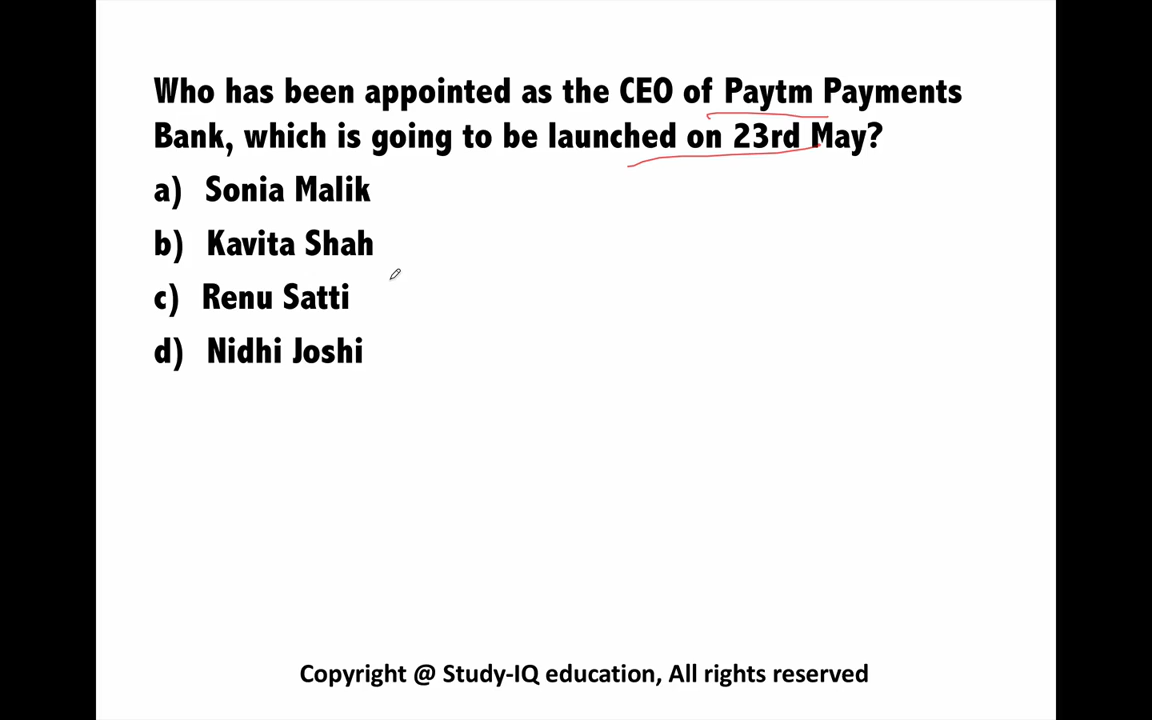 Who has been appointed as the CEO of Paytm Payments
Bank, which is going to be launched on 23rd May?
a) Sonia Malik
b) Kavita Shah
c) Renu Satti
d) Nidhi Joshi
Copyright @ Study-IQ education, All rights reserved